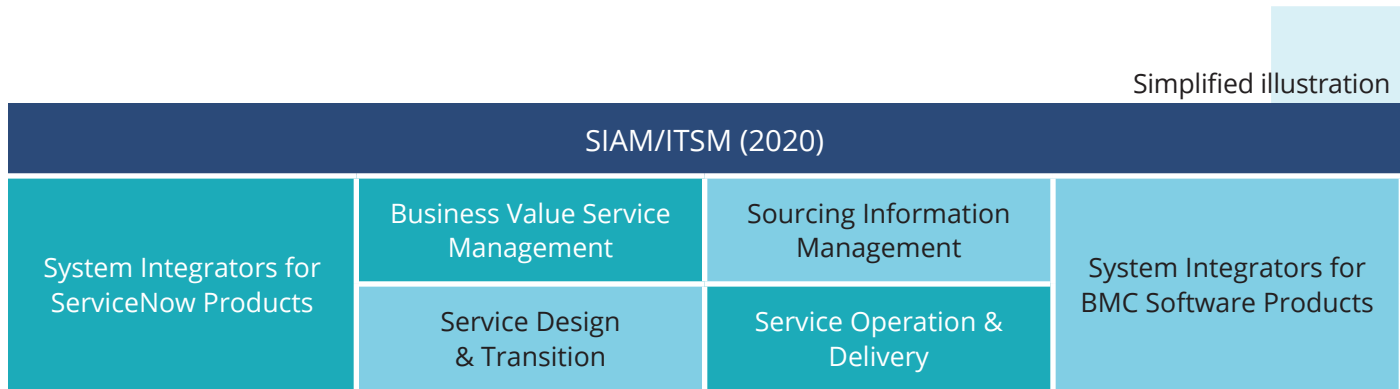 Simplified illustration
SIAM/ITSM (2020)
System Integrators for
ServiceNow Products
Business Value Service
Management
Sourcing Information
Management
System Integrators for
BMC Software Products
Service Design
& Transition
Service Operation &
Delivery